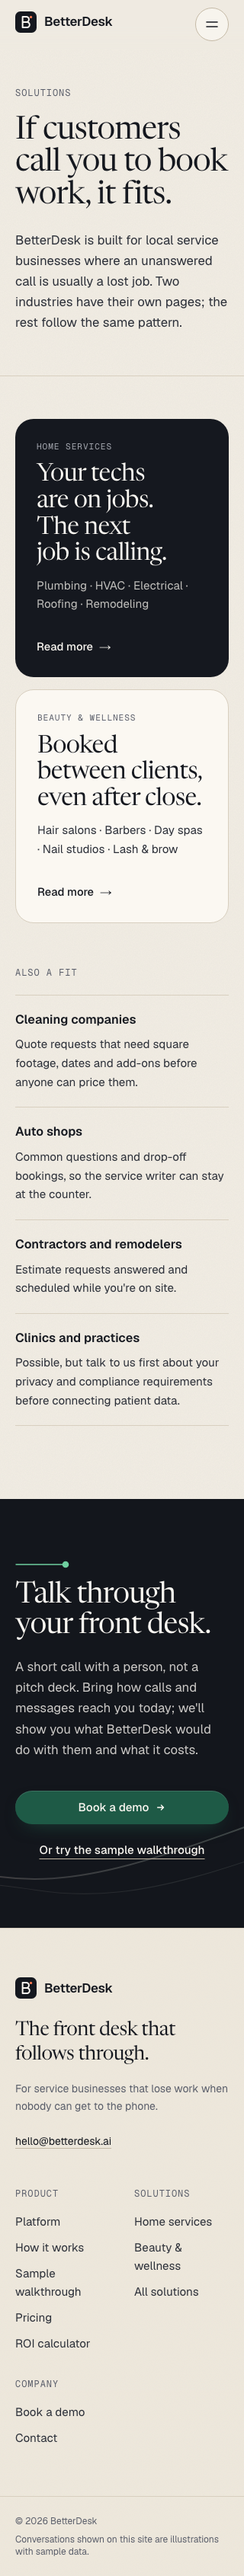 BetterDesk
SOLUTIONS
If customers
call you to book
work, it fits.
BetterDesk is built for local service
businesses where an unanswered
call is usually a lost job. Two
industries have their own pages; the
rest follow the same pattern.
HOME SERVICES
Your techs
are on jobs.
The next
job is calling.
Plumbing · HVAC · Electrical ·
Roofing · Remodeling
Read more →
BEAUTY & WELLNESS
Booked
between clients,
even after close.
Hair salons · Barbers · Day spas
· Nail studios · Lash & brow
Read more →
ALSO A FIT
Cleaning companies
Quote requests that need square
footage, dates and add-ons before
anyone can price them.
Auto shops
Common questions and drop-off
bookings, so the service writer can stay
at the counter.
Contractors and remodelers
Estimate requests answered and
scheduled while you're on site.
Clinics and practices
Possible, but talk to us first about your
privacy and compliance requirements
before connecting patient data.
Talk through
your front desk.
A short call with a person, not a
pitch deck. Bring how calls and
messages reach you today; we'll
show you what BetterDesk would
do with them and what it costs.
Book a demo →
Or try the sample walkthrough
BetterDesk
The front desk that
follows through.
For service businesses that lose work when
nobody can get to the phone.
hello@betterdesk.ai
PRODUCT
Platform
How it works
Sample
walkthrough
Pricing
ROI calculator
SOLUTIONS
Home services
Beauty &
wellness
All solutions
COMPANY
Book a demo
Contact
© 2026 BetterDesk
Conversations shown on this site are illustrations
with sample data.